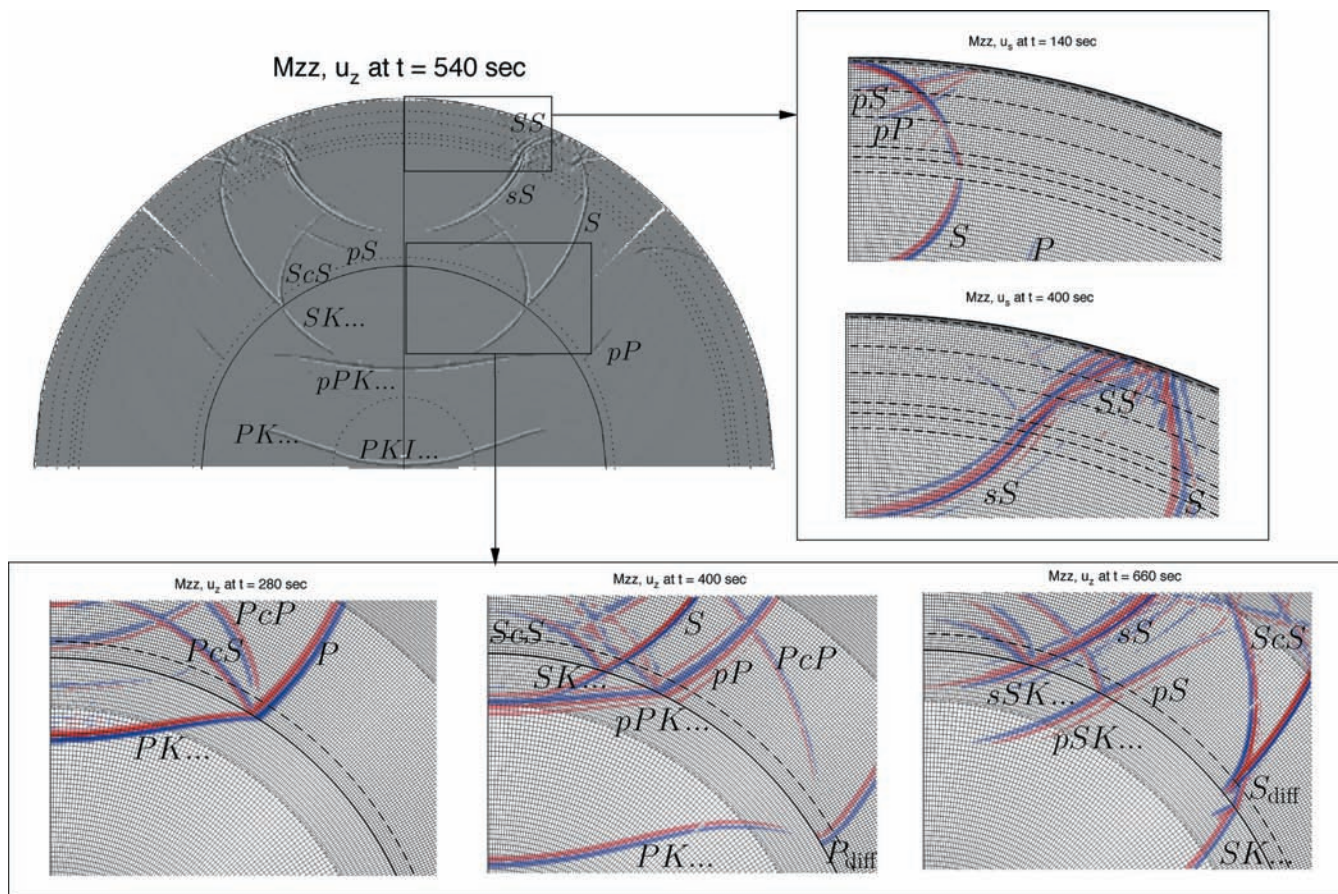 Mzz, u_z at t = 540 sec
SS
sS
S
pS
ScS
SK...
pP
pPK...
PK...
PKI...
Mzz, u_s at t = 140 sec
pS
pP
S
P
Mzz, u_s at t = 400 sec
SS
sS
S
Mzz, u_z at t = 280 sec
PcP
PcS
P
PK...
Mzz, u_z at t = 400 sec
ScS
S
SK...
pP
PcP
pPK...
PK...
P_diff
Mzz, u_z at t = 660 sec
sS
ScS
sSK...
pS
pSK...
S_diff
SK...